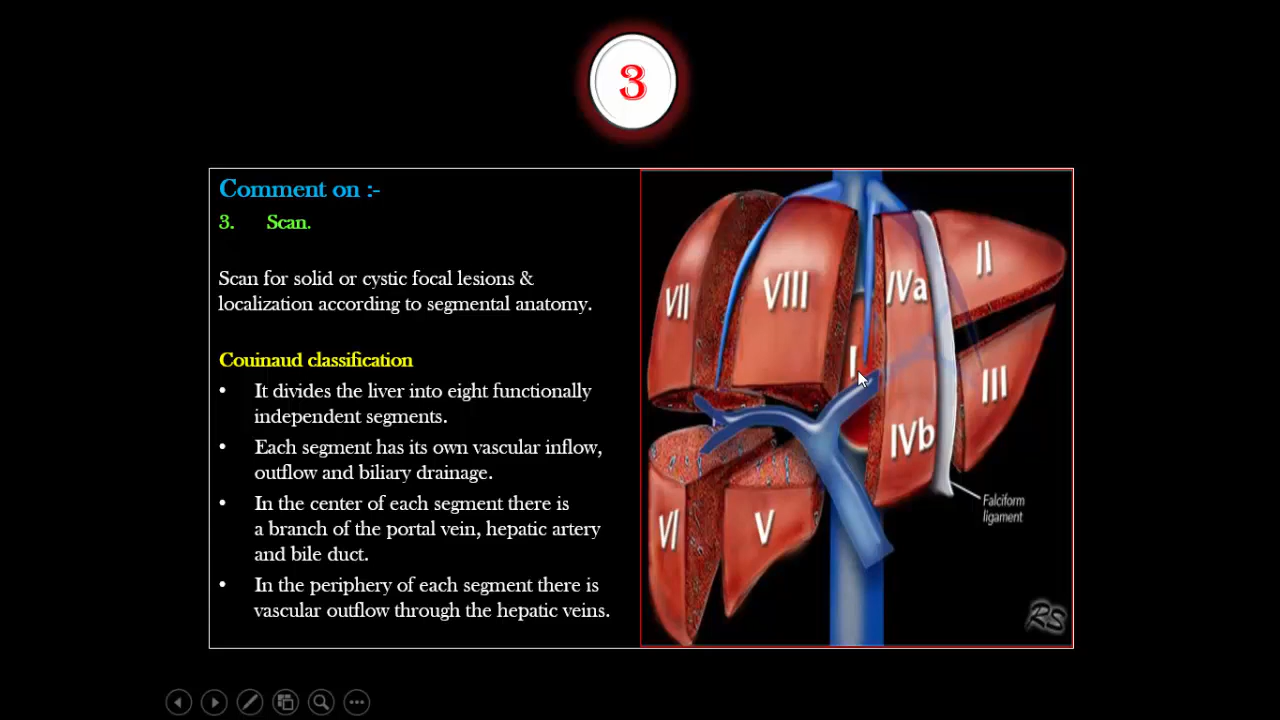 3
Comment on :-
3. Scan.
Scan for solid or cystic focal lesions &
localization according to segmental anatomy.
Couinaud classification
• It divides the liver into eight functionally
independent segments.
• Each segment has its own vascular inflow,
outflow and biliary drainage.
• In the center of each segment there is
a branch of the portal vein, hepatic artery
and bile duct.
• In the periphery of each segment there is
vascular outflow through the hepatic veins.
VII
VIII
I
IVa
II
III
IVb
VI
V
Falciform
ligament
RS